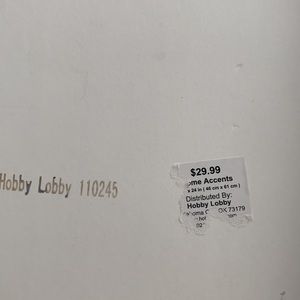 Hobby Lobby 110245
$29.99
ome Accents
x 24 in ( 46 cm x 61 cm )
Distributed By:
Hobby Lobby
ahoma C OK 73179